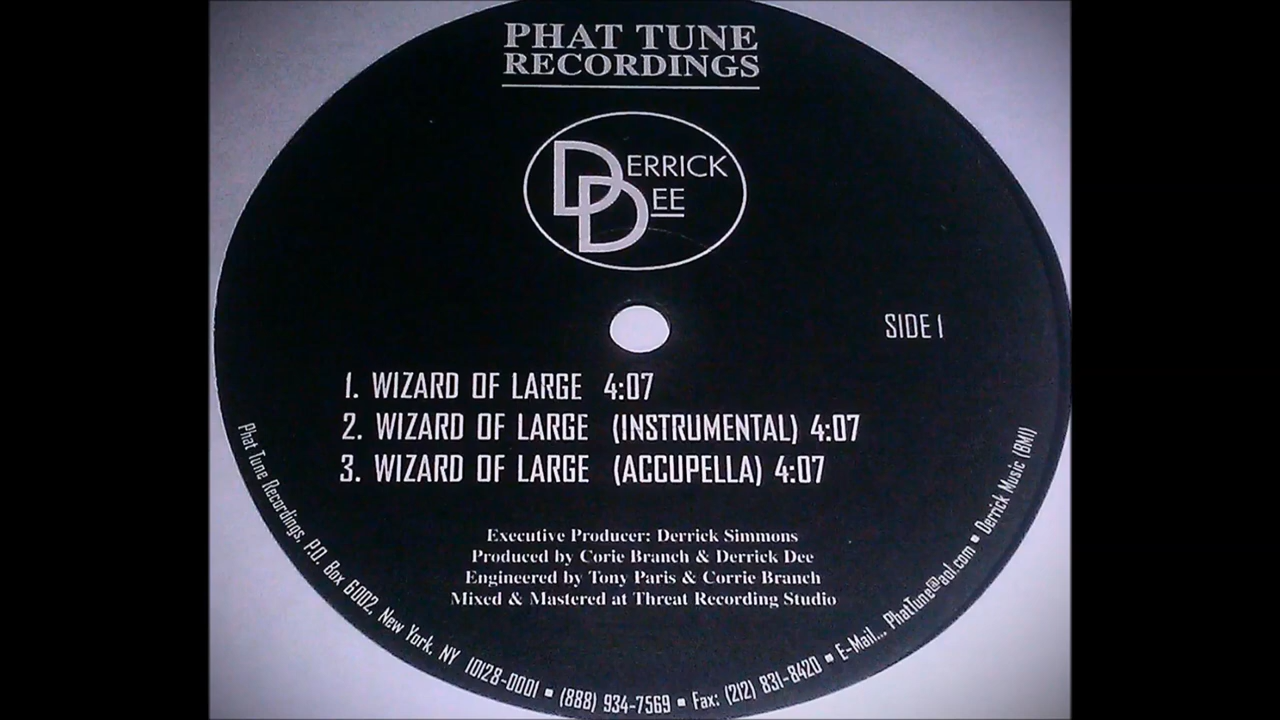 PHAT TUNE
RECORDINGS
DERRICK
DEE
SIDE 1
1. WIZARD OF LARGE 4:07
2. WIZARD OF LARGE (INSTRUMENTAL) 4:07
3. WIZARD OF LARGE (ACCUPELLA) 4:07
Executive Producer: Derrick Simmons
Produced by Corie Branch & Derrick Dee
Engineered by Tony Paris & Corrie Branch
Mixed & Mastered at Threat Recording Studio
Phat Tune Recordings, P.O. Box 6002, New York, NY 10128-0001 ▪ (888) 934-7569 ▪ Fax: (212) 831-8420 ▪ E-Mail... PhatTune@aol.com ▪ Derrick Music (BMI)